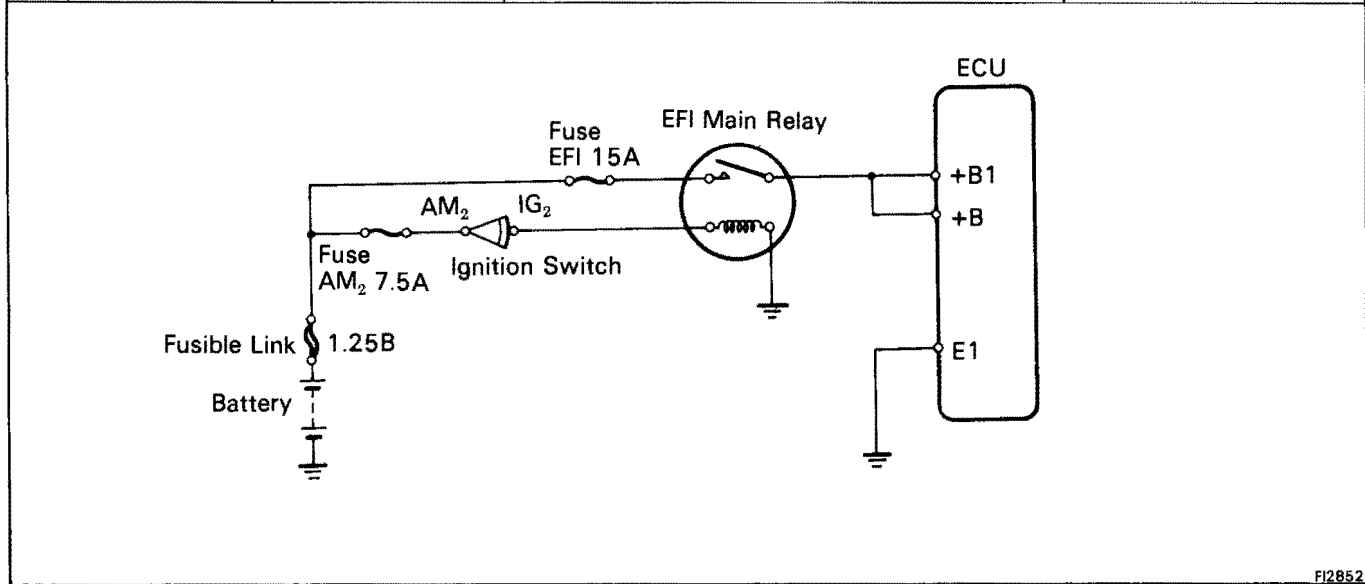 ECU
EFI Main Relay
Fuse
EFI 15A
+B1
AM₂
IG₂
+B
Fuse
AM₂ 7.5A
Ignition Switch
Fusible Link
1.25B
E1
Battery
FI2852